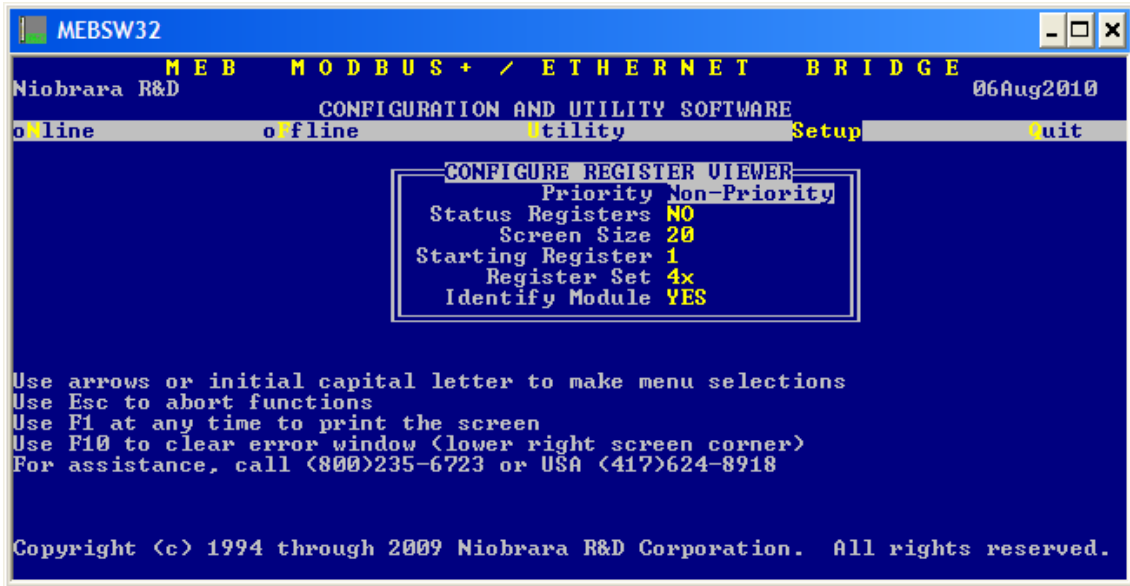 MEBSW32
M E B M O D B U S + / E T H E R N E T B R I D G E
Niobrara R&D 06Aug2010
CONFIGURATION AND UTILITY SOFTWARE
oNline oFfline Utility Setup Quit
CONFIGURE REGISTER VIEWER
Priority Non-Priority
Status Registers NO
Screen Size 20
Starting Register 1
Register Set 4x
Identify Module YES
Use arrows or initial capital letter to make menu selections
Use Esc to abort functions
Use F1 at any time to print the screen
Use F10 to clear error window (lower right screen corner)
For assistance, call (800)235-6723 or USA (417)624-8918
Copyright (c) 1994 through 2009 Niobrara R&D Corporation. All rights reserved.